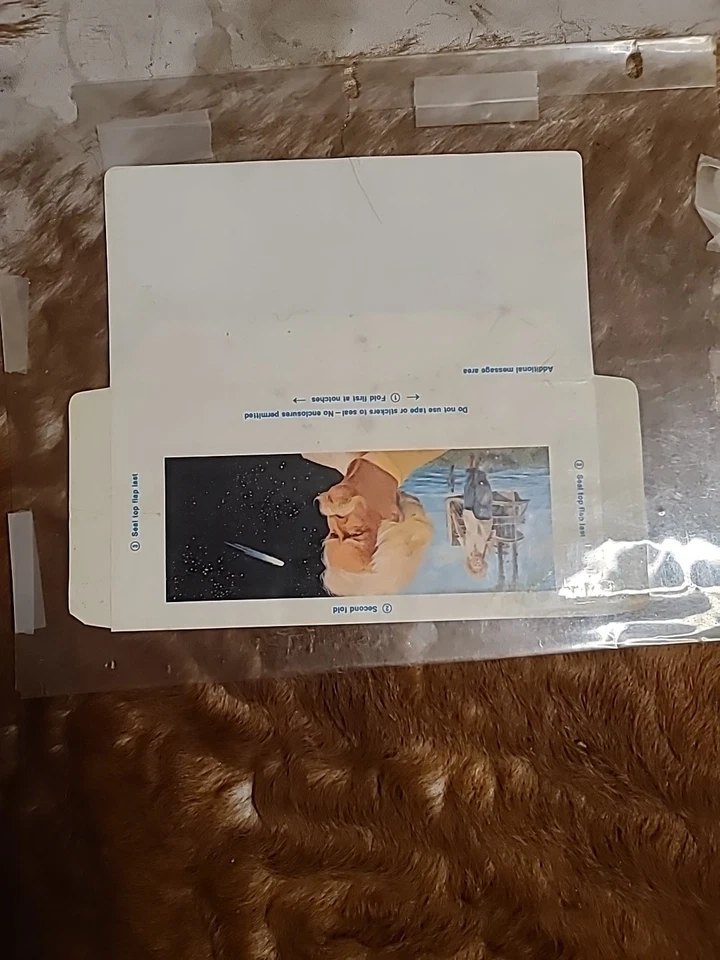 ② Second fold
③ Seal top flap last
③ Seal top flap last
Do not use tape or stickers to seal – No enclosures permitted
← ① Fold first at notches →
Additional message area